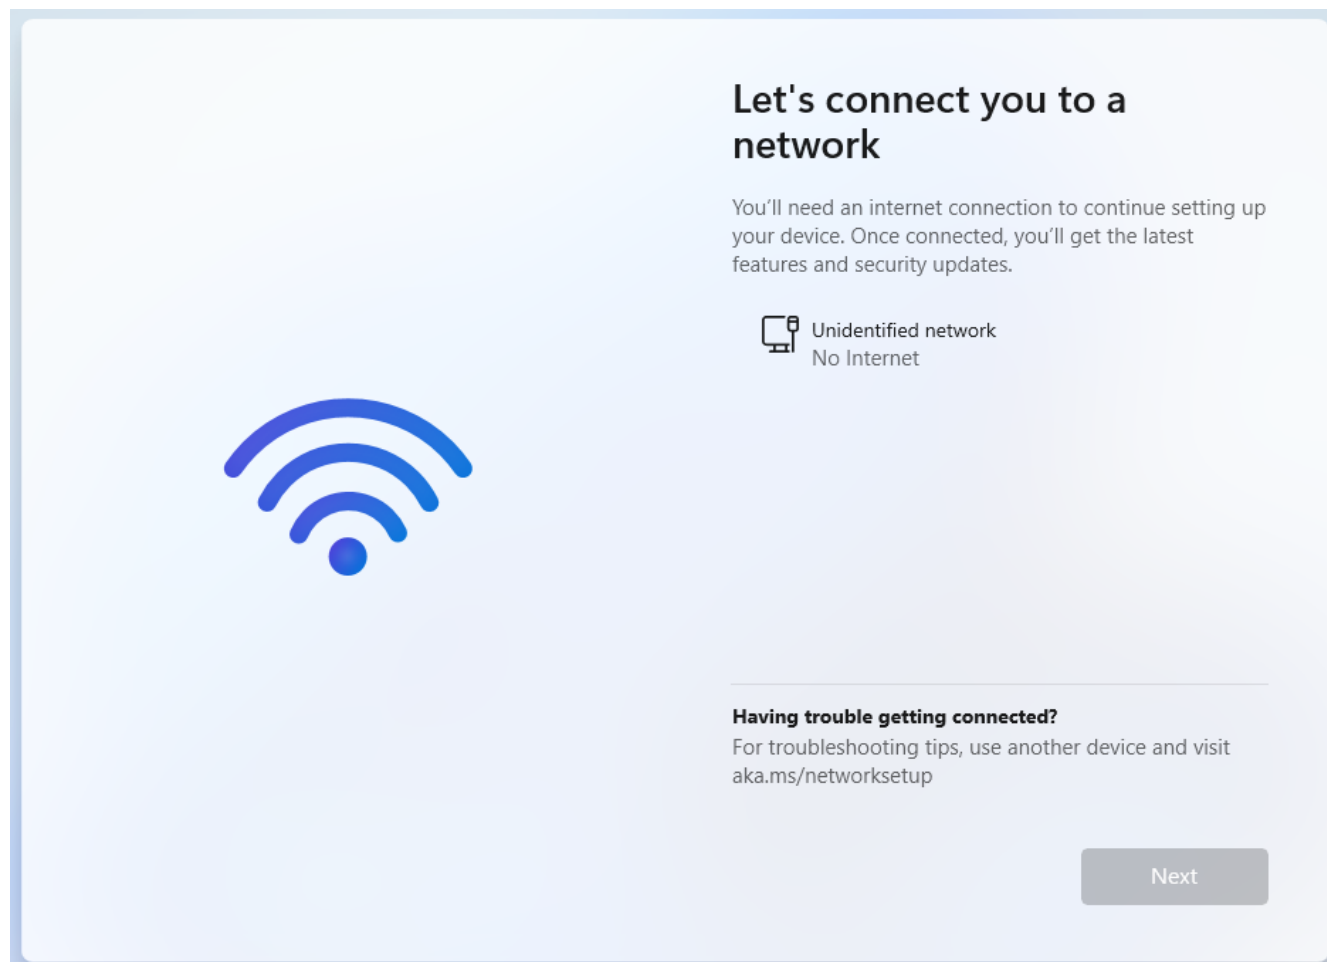 Let's connect you to a
network
You’ll need an internet connection to continue setting up
your device. Once connected, you’ll get the latest
features and security updates.
Unidentified network
No Internet
Having trouble getting connected?
For troubleshooting tips, use another device and visit
aka.ms/networksetup
Next